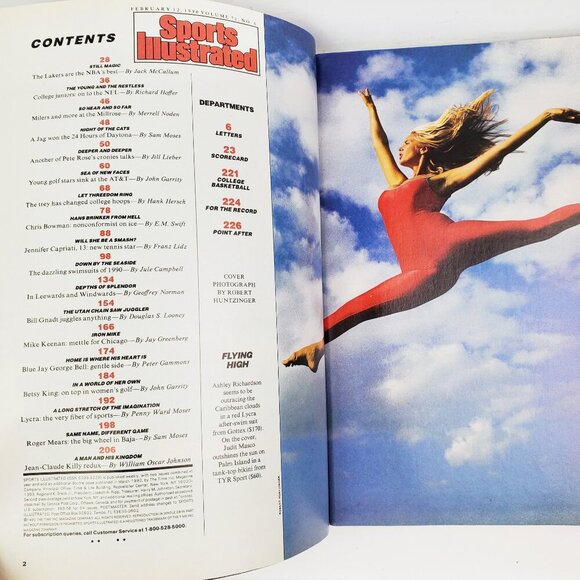 FEBRUARY 12, 1990 VOLUME 72, NO.
CONTENTS
Sports
Illustrated
28
STILL MAGIC
The Lakers are the NBA's best—By Jack McCallum
36
THE YOUNG AND THE RESTLESS
College juniors: on to the NFL—By Richard Hoffer
46
SO NEAR AND SO FAR
Milers and more at the Millrose—By Merrell Noden
48
NIGHT OF THE CATS
A Jag won the 24 Hours of Daytona—By Sam Moses
50
DEEPER AND DEEPER
Another of Pete Rose's cronies talks—By Jill Lieber
60
SEA OF NEW FACES
Young golf stars sink at the AT&T—By John Garrity
68
LET THREEDOM RING
The trey has changed college hoops—By Hank Hersch
78
HANS BRINKER FROM HELL
Chris Bowman: nonconformist on ice—By E.M. Swift
88
WILL SHE BE A SMASH?
Jennifer Capriati, 13: new tennis star—By Franz Lidz
98
DOWN BY THE SEASIDE
The dazzling swimsuits of 1990—By Jule Campbell
134
DEPTHS OF SPLENDOR
In Leewards and Windwards—By Geoffrey Norman
154
THE UTAH CHAIN SAW JUGGLER
Bill Gnadt juggles anything—By Douglas S. Looney
166
IRON MIKE
Mike Keenan: mettle for Chicago—By Jay Greenberg
174
HOME IS WHERE HIS HEART IS
Blue Jay George Bell: gentle side—By Peter Gammons
184
IN A WORLD OF HER OWN
Betsy King: on top in women's golf—By John Garrity
192
A LONG STRETCH OF THE IMAGINATION
Lycra: the very fiber of sports—By Penny Ward Moser
198
SAME NAME, DIFFERENT GAME
Roger Mears: the big wheel in Baja—By Sam Moses
206
A MAN AND HIS KINGDOM
Jean-Claude Killy redux—By William Oscar Johnson
For subscription queries, call Customer Service at 1-800-528-5000.
2
DEPARTMENTS
6
LETTERS
23
SCORECARD
221
COLLEGE
BASKETBALL
224
FOR THE RECORD
226
POINT AFTER
COVER
PHOTOGRAPH
BY ROBERT
HUNTZINGER
FLYING
HIGH
Ashley Richardson
seems to be
outracing the
Caribbean clouds
in a red Lycra
after-swim suit
from Gottex ($170).
On the cover,
Judit Masco
outshines the sun on
Palm Island in a
tank-top bikini from
TYR Sport ($60).